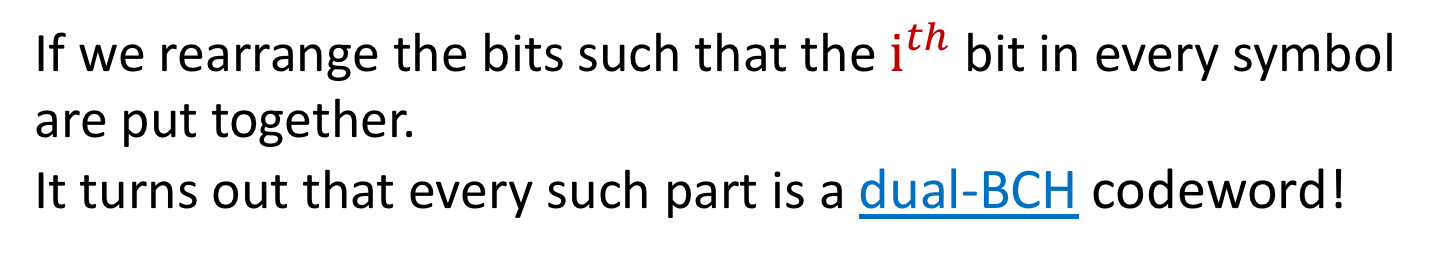 If we rearrange the bits such that the iᵗʰ bit in every symbol
are put together.
It turns out that every such part is a dual-BCH codeword!